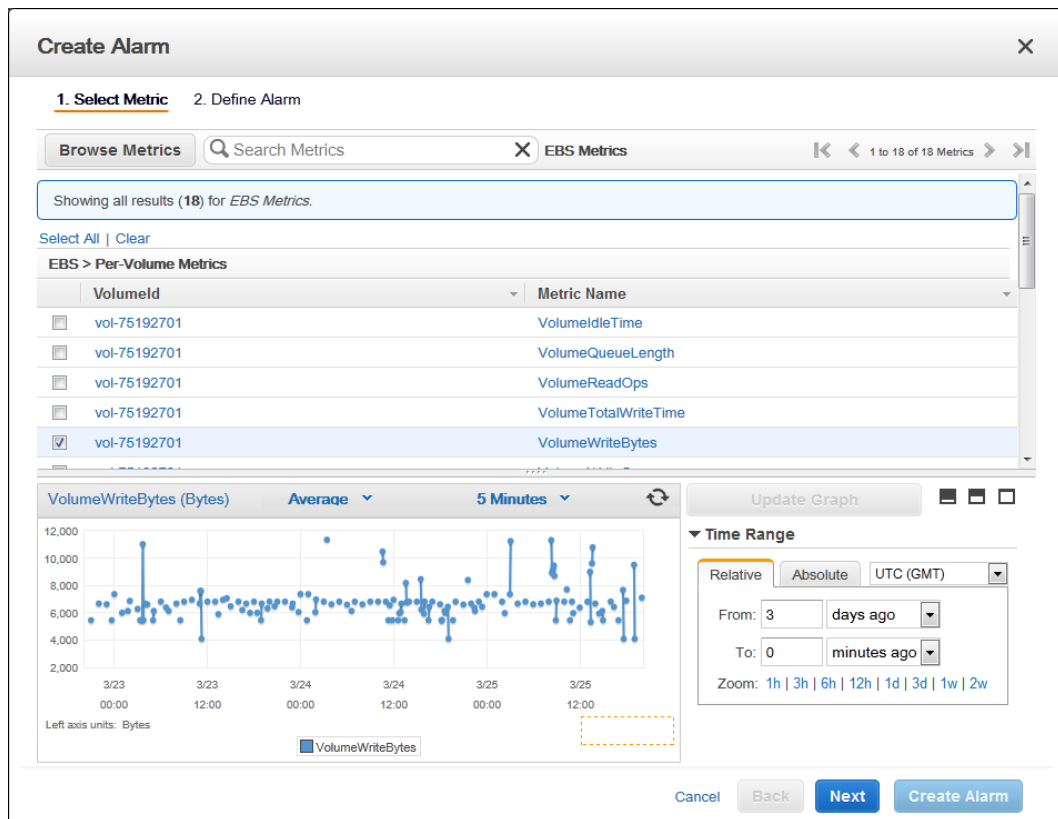 Create Alarm
1. Select Metric 2. Define Alarm
Browse Metrics Search Metrics EBS Metrics 1 to 18 of 18 Metrics
Showing all results (18) for EBS Metrics.
Select All | Clear
EBS > Per-Volume Metrics
VolumeId Metric Name
vol-75192701 VolumeIdleTime
vol-75192701 VolumeQueueLength
vol-75192701 VolumeReadOps
vol-75192701 VolumeTotalWriteTime
vol-75192701 VolumeWriteBytes
VolumeWriteBytes (Bytes) Average 5 Minutes
12,000
10,000
8,000
6,000
4,000
2,000
3/23 3/23 3/24 3/24 3/25 3/25
00:00 12:00 00:00 12:00 00:00 12:00
Left axis units: Bytes
VolumeWriteBytes
Update Graph
Time Range
Relative Absolute UTC (GMT)
From: 3 days ago
To: 0 minutes ago
Zoom: 1h | 3h | 6h | 12h | 1d | 3d | 1w | 2w
Cancel Back Next Create Alarm